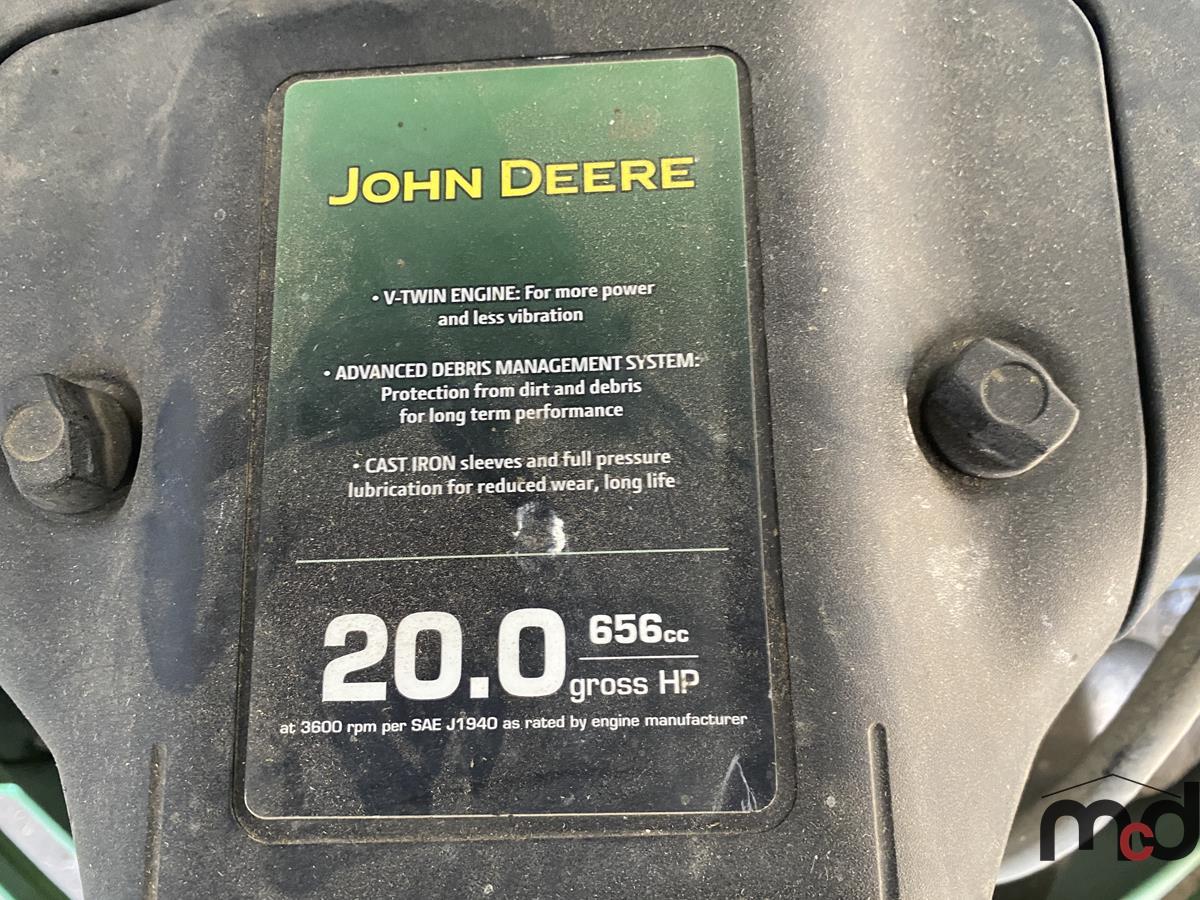 JOHN DEERE
• V-TWIN ENGINE: For more power
and less vibration
• ADVANCED DEBRIS MANAGEMENT SYSTEM:
Protection from dirt and debris
for long term performance
• CAST IRON sleeves and full pressure
lubrication for reduced wear, long life
20.0 656cc
gross HP
at 3600 rpm per SAE J1940 as rated by engine manufacturer
mcd